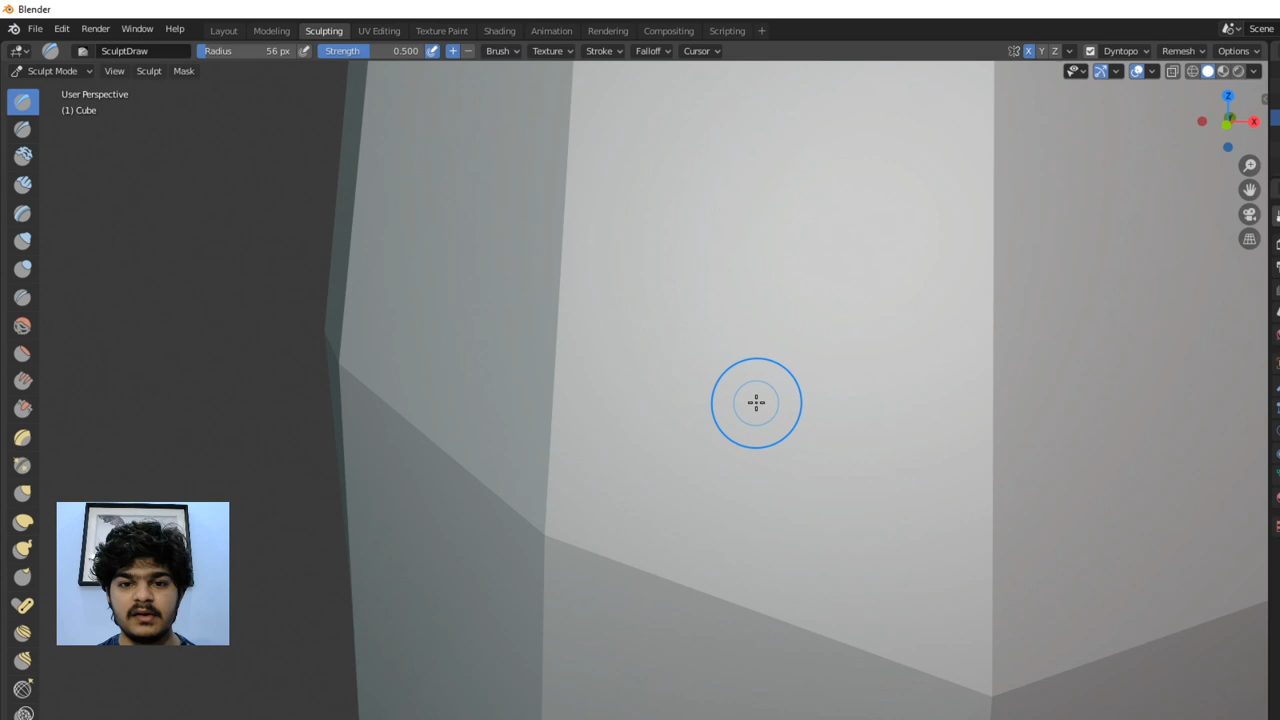 Blender
File Edit Render Window Help Layout Modeling Sculpting UV Editing Texture Paint Shading Animation Rendering Compositing Scripting + Scene
SculptDraw Radius 56 px Strength 0.500 + − Brush Texture Stroke Falloff Cursor X Y Z Dyntopo Remesh Options
Sculpt Mode View Sculpt Mask
User Perspective
(1) Cube
Z
X